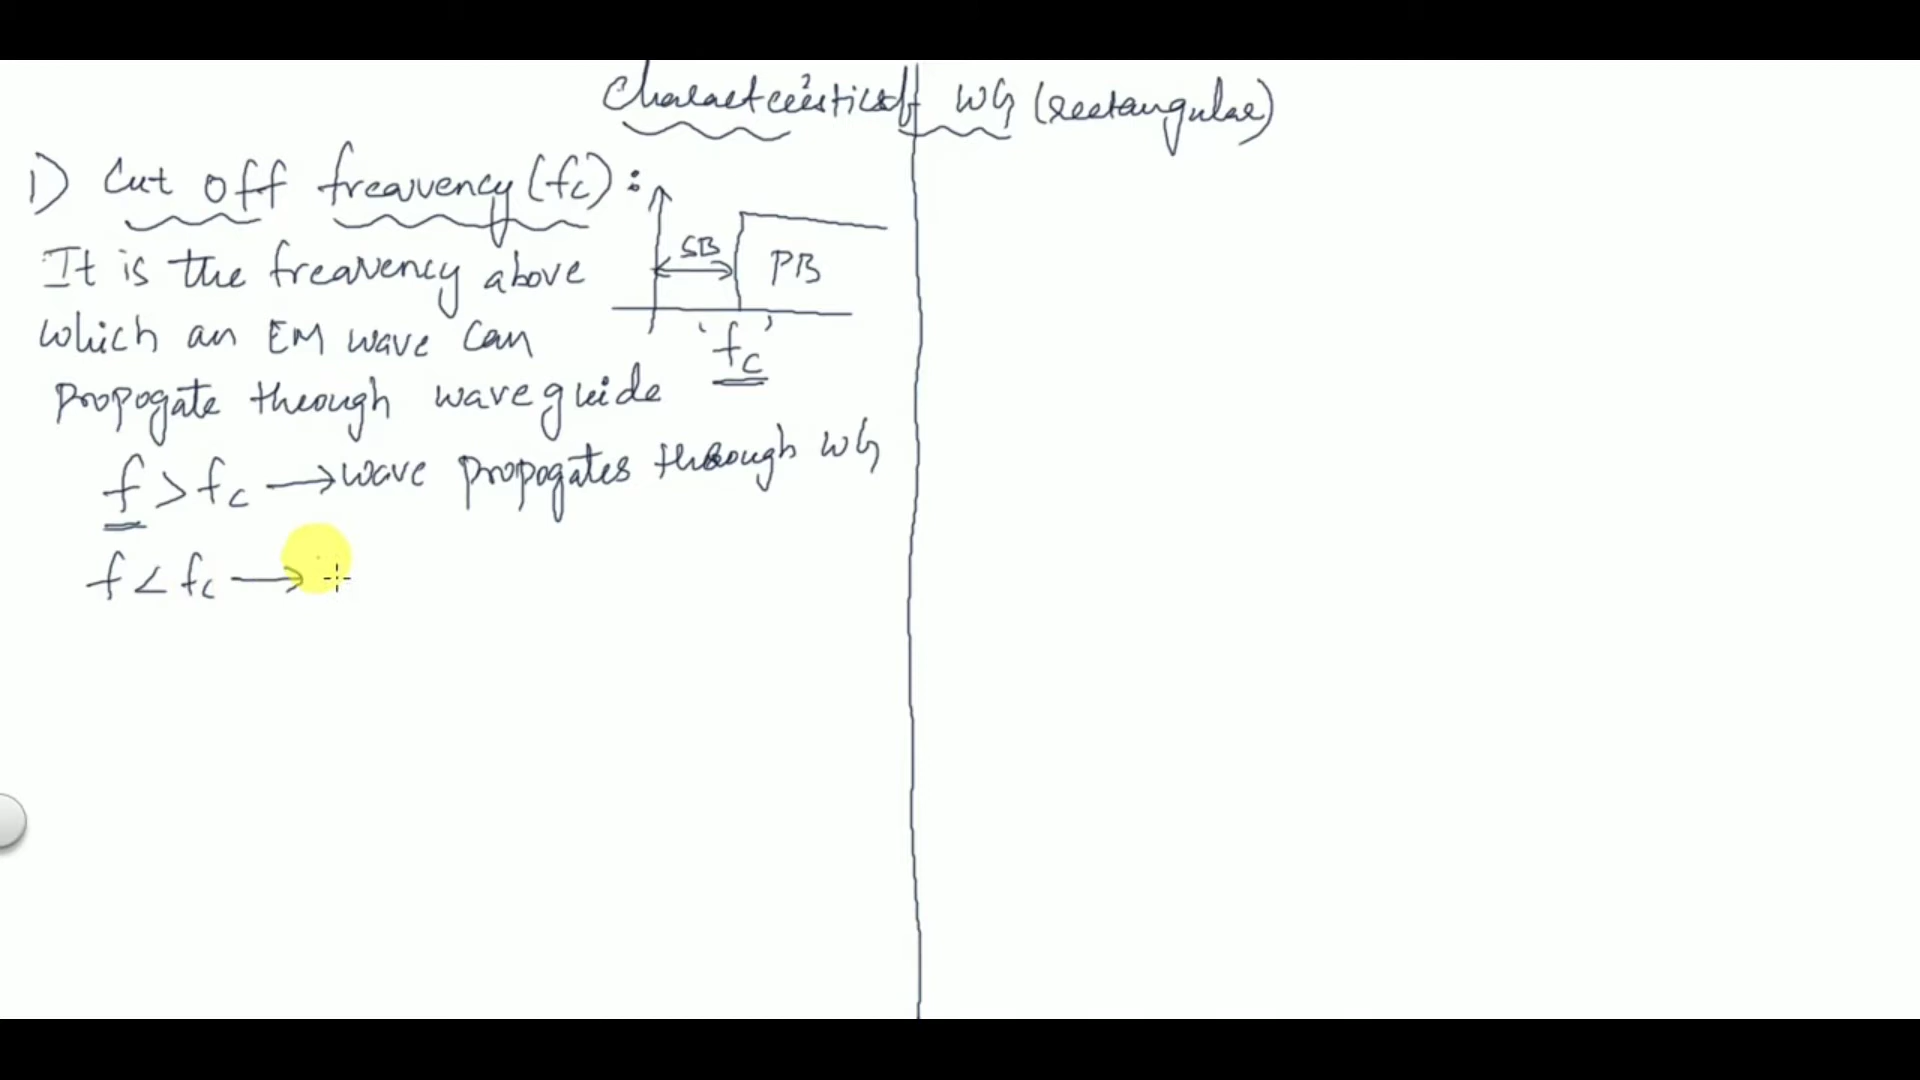 Characteristics of WG (rectangular)
1) Cut off frequency (fc) :
It is the frequency above
which an EM wave can
propogate through waveguide
SB
PB
'fc'
f > fc → wave propogates through WG
f < fc →